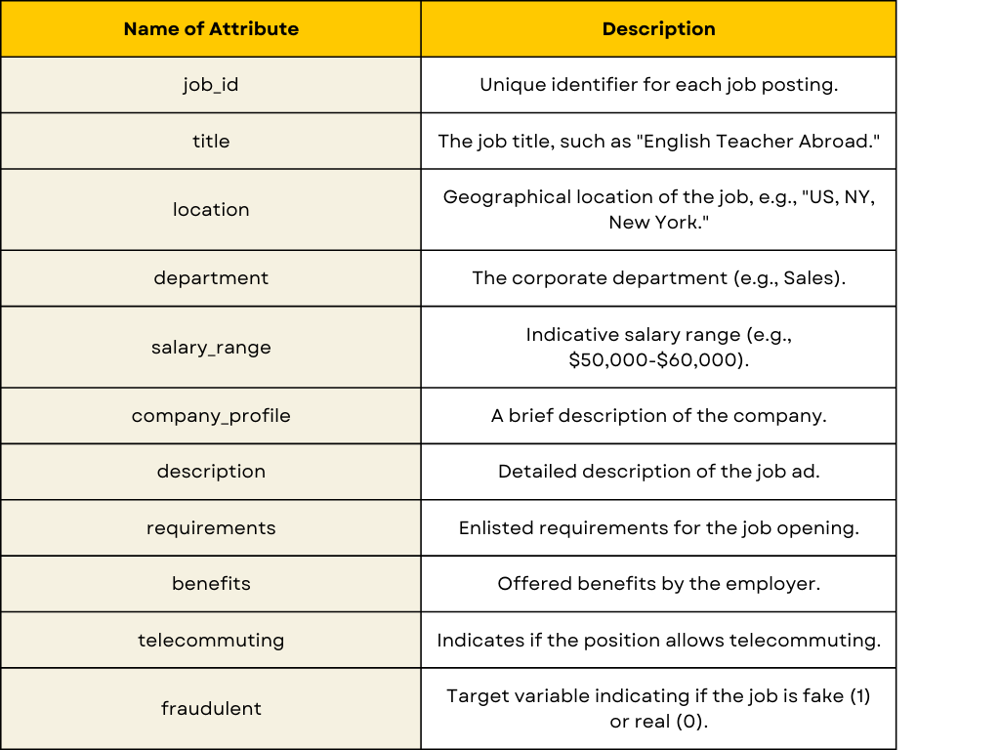 Name of Attribute
Description
job_id
Unique identifier for each job posting.
title
The job title, such as "English Teacher Abroad."
location
Geographical location of the job, e.g., "US, NY,
New York."
department
The corporate department (e.g., Sales).
salary_range
Indicative salary range (e.g.,
$50,000-$60,000).
company_profile
A brief description of the company.
description
Detailed description of the job ad.
requirements
Enlisted requirements for the job opening.
benefits
Offered benefits by the employer.
telecommuting
Indicates if the position allows telecommuting.
fraudulent
Target variable indicating if the job is fake (1)
or real (0).